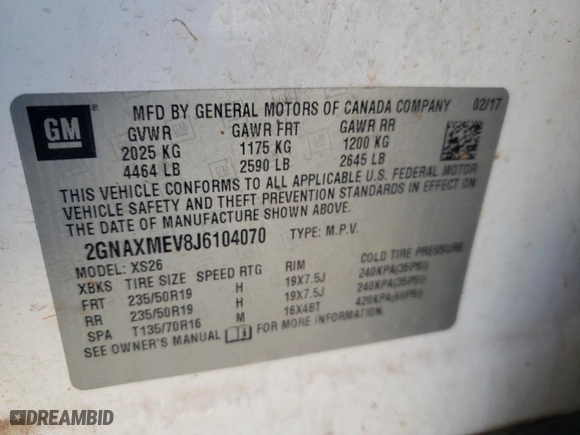 GM ®
MFD BY GENERAL MOTORS OF CANADA COMPANY 02/17
GVWR GAWR FRT GAWR RR
2025 KG 1175 KG 1200 KG
4464 LB 2590 LB 2645 LB
THIS VEHICLE CONFORMS TO ALL APPLICABLE U.S. FEDERAL MOTOR
VEHICLE SAFETY AND THEFT PREVENTION STANDARDS IN EFFECT ON
THE DATE OF MANUFACTURE SHOWN ABOVE.
2GNAXMEV8J6104070 TYPE: M.P.V.
MODEL: XS26
XBKS TIRE SIZE SPEED RTG RIM COLD TIRE PRESSURE
FRT 235/50R19 H 19X7.5J 240KPA(35PSI)
RR 235/50R19 H 19X7.5J 240KPA(35PSI)
SPA T135/70R16 M 16X4BT 420KPA(60PSI)
SEE OWNER'S MANUAL FOR MORE INFORMATION.
DREAMBID